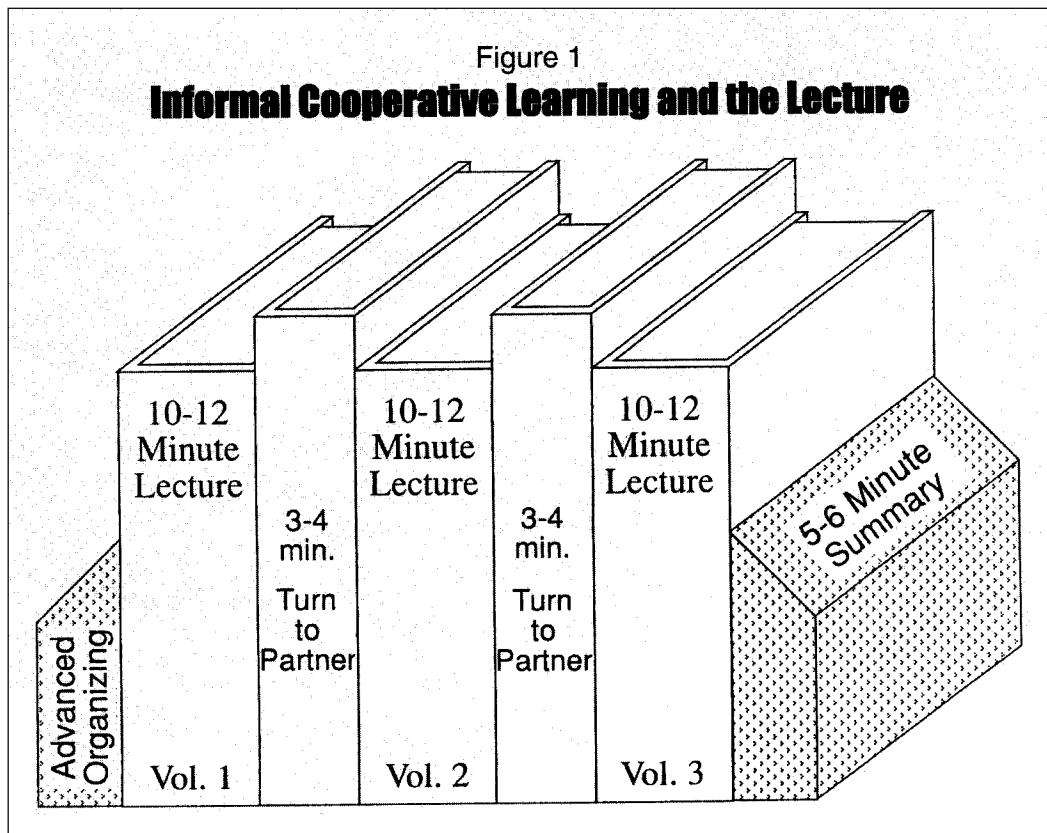 Figure 1
Informal Cooperative Learning and the Lecture
Advanced
Organizing
10-12
Minute
Lecture
Vol. 1
3-4
min.
Turn
to
Partner
10-12
Minute
Lecture
Vol. 2
3-4
min.
Turn
to
Partner
10-12
Minute
Lecture
Vol. 3
5-6 Minute
Summary